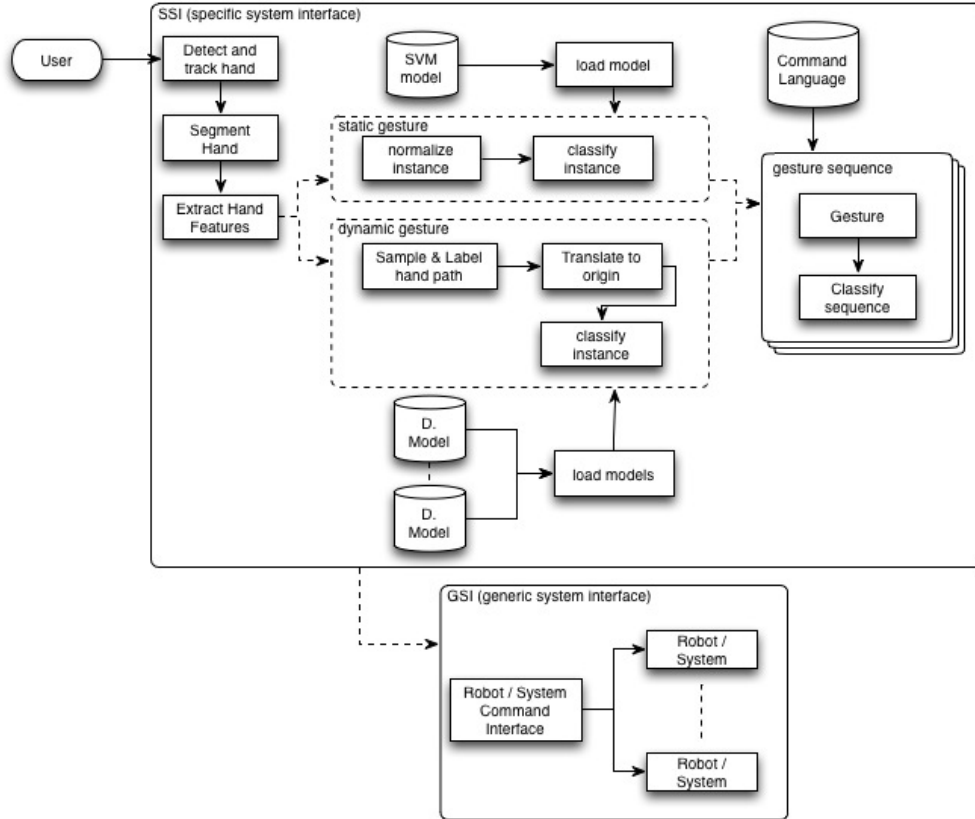 SSI (specific system interface)
User
Detect and
track hand
SVM
model
load model
Command
Language
Segment
Hand
static gesture
normalize
instance
classify
instance
gesture sequence
Extract Hand
Features
Gesture
dynamic gesture
Sample & Label
hand path
Translate to
origin
Classify
sequence
classify
instance
D.
Model
load models
D.
Model
GSI (generic system interface)
Robot /
System
Robot / System
Command
Interface
Robot /
System